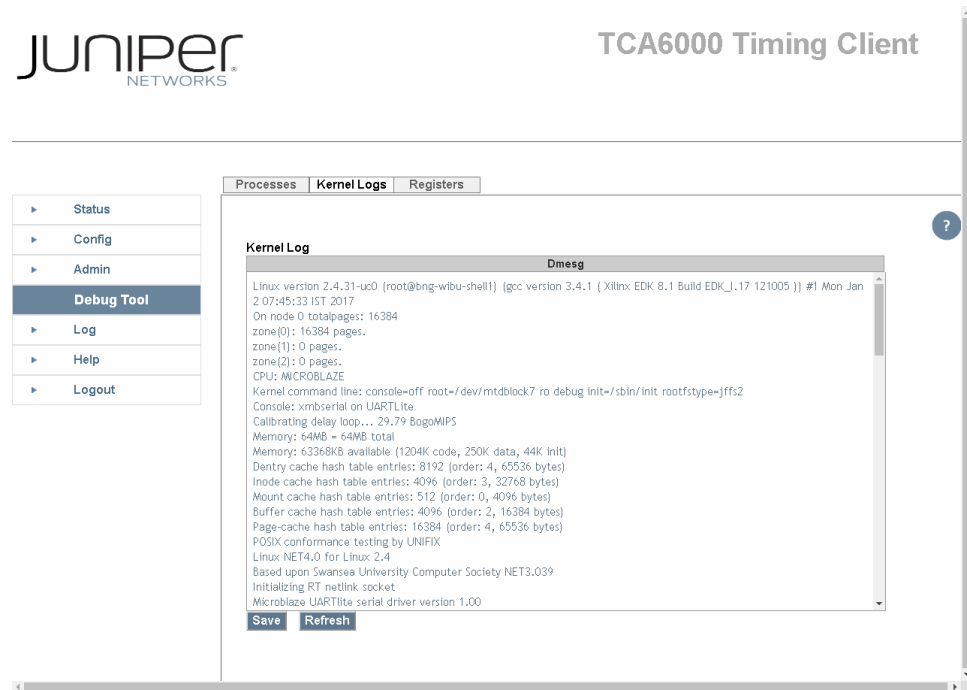 JUNIPER
NETWORKS
TCA6000 Timing Client
Processes Kernel Logs Registers
Status
Config
Admin
Debug Tool
Log
Help
Logout
?
Kernel Log
Dmesg
Linux version 2.4.31-uc0 (root@bng-wibu-shell1) (gcc version 3.4.1 ( Xilinx EDK 8.1 Build EDK_I.17 121005 )) #1 Mon Jan
2 07:45:33 IST 2017
On node 0 totalpages: 16384
zone(0): 16384 pages.
zone(1): 0 pages.
zone(2): 0 pages.
CPU: MICROBLAZE
Kernel command line: console=off root=/dev/mtdblock7 ro debug init=/sbin/init rootfstype=jffs2
Console: xmbserial on UARTLite
Calibrating delay loop... 29.79 BogoMIPS
Memory: 64MB = 64MB total
Memory: 63368KB available (1204K code, 250K data, 44K init)
Dentry cache hash table entries: 8192 (order: 4, 65536 bytes)
Inode cache hash table entries: 4096 (order: 3, 32768 bytes)
Mount cache hash table entries: 512 (order: 0, 4096 bytes)
Buffer cache hash table entries: 4096 (order: 2, 16384 bytes)
Page-cache hash table entries: 16384 (order: 4, 65536 bytes)
POSIX conformance testing by UNIFIX
Linux NET4.0 for Linux 2.4
Based upon Swansea University Computer Society NET3.039
Initializing RT netlink socket
Microblaze UARTlite serial driver version 1.00
Save Refresh